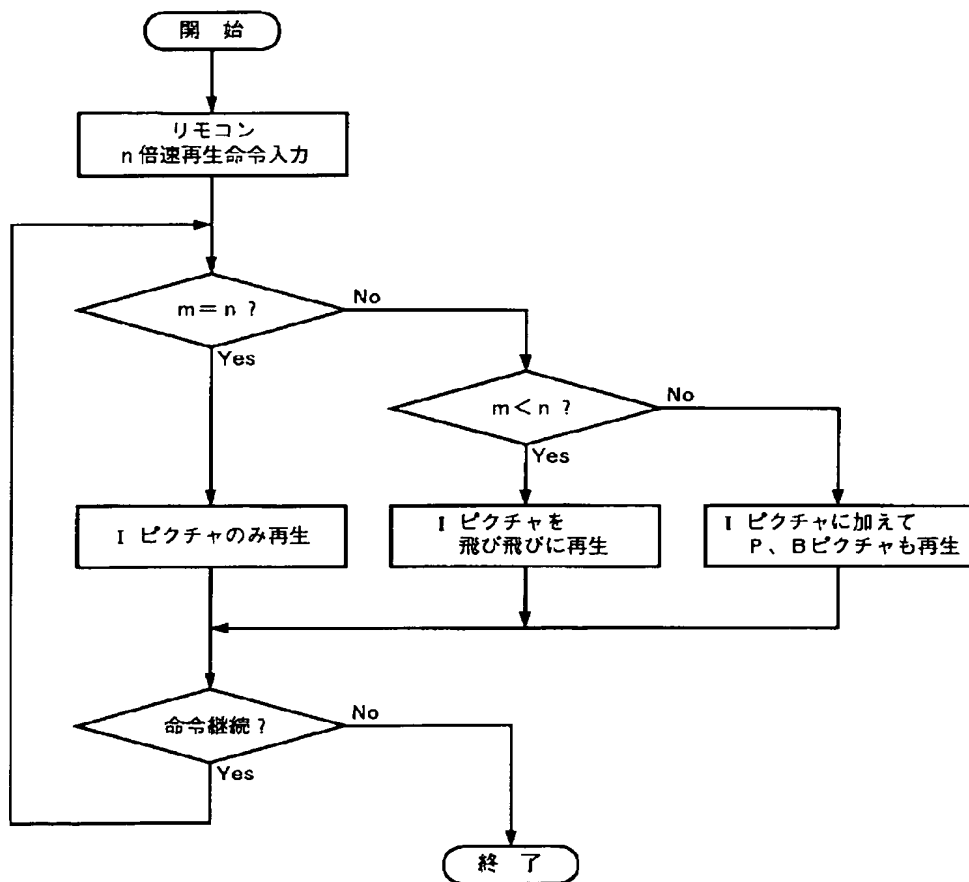 開 始
リモコン
n倍速再生命令入力
m=n ?
No
Yes
m<n ?
No
Yes
I ピクチャのみ再生
I ピクチャを
飛び飛びに再生
I ピクチャに加えて
P、Bピクチャも再生
命令継続?
No
Yes
終 了